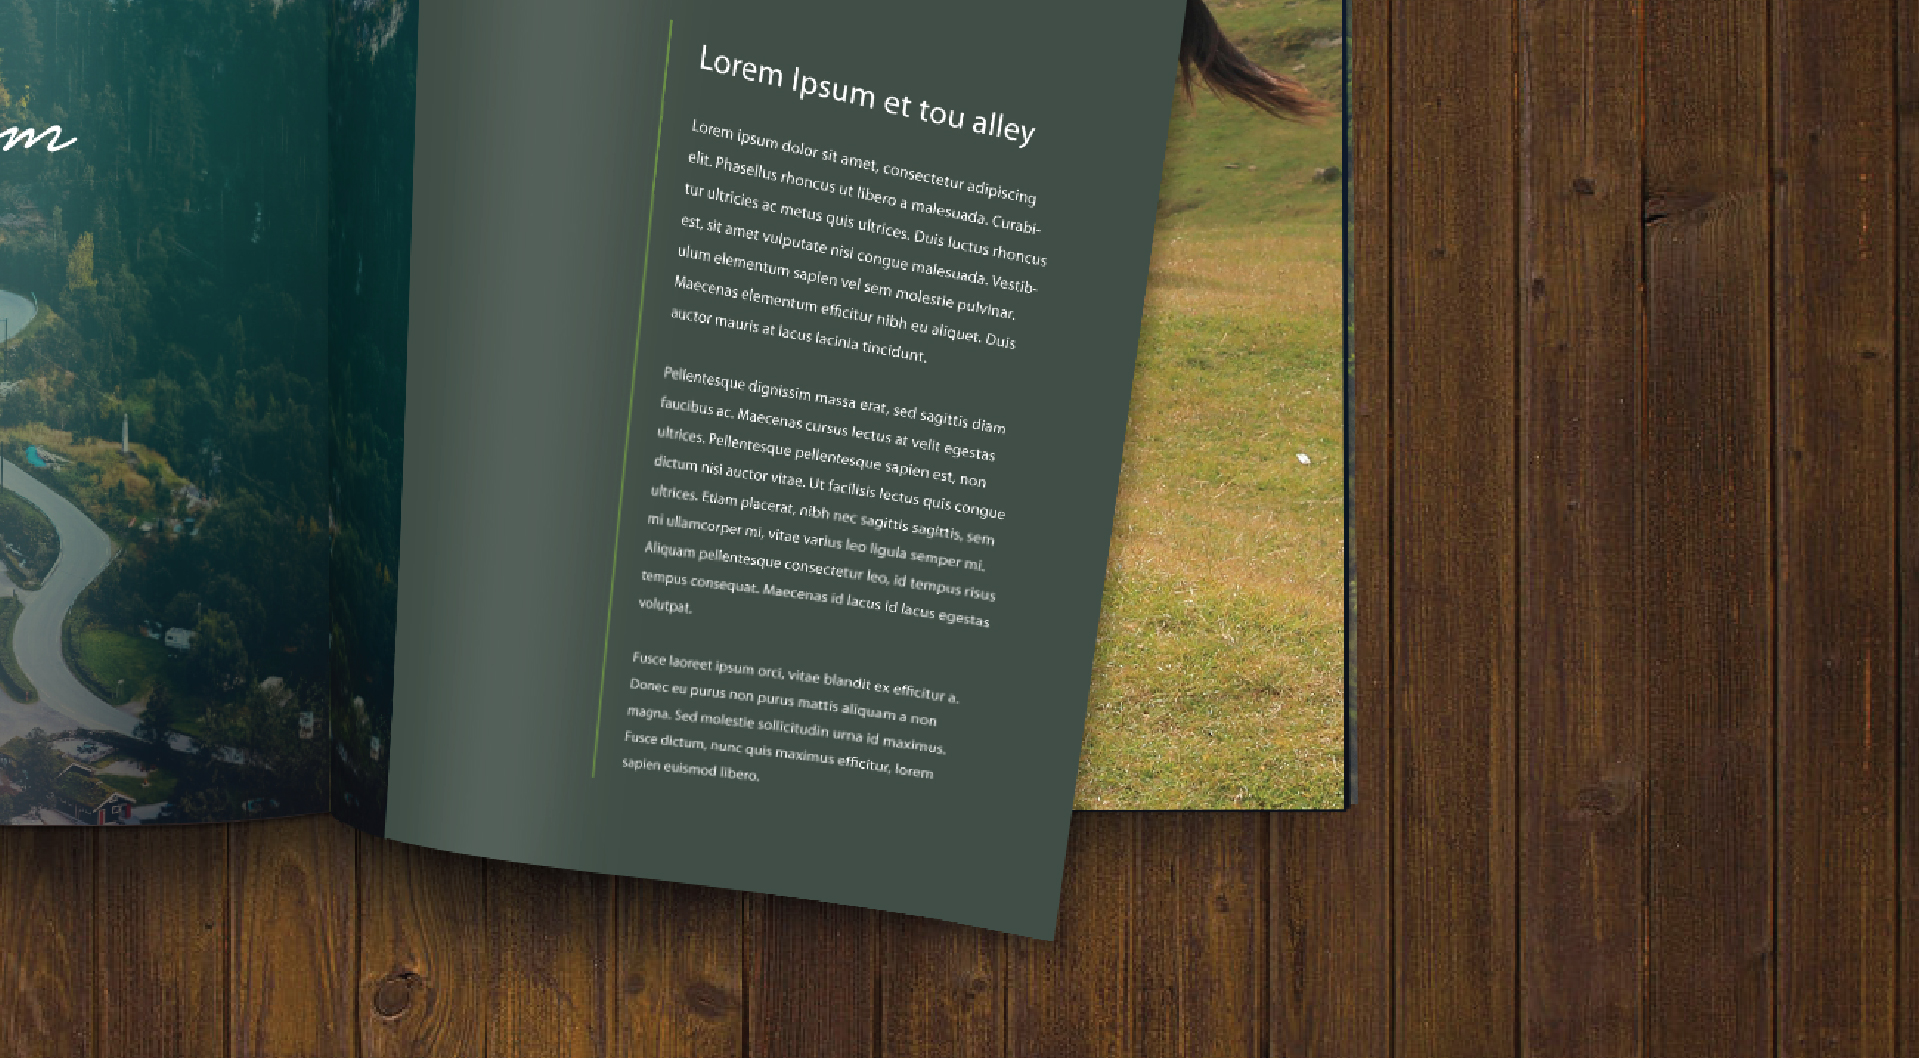 m
Lorem Ipsum et tou alley
Lorem ipsum dolor sit amet, consectetur adipiscing
elit. Phasellus rhoncus ut libero a malesuada. Curabi-
tur ultricies ac metus quis ultrices. Duis luctus rhoncus
est, sit amet vulputate nisi congue malesuada. Vestib-
ulum elementum sapien vel sem molestie pulvinar.
Maecenas elementum efficitur nibh eu aliquet. Duis
auctor mauris at lacus lacinia tincidunt.
Pellentesque dignissim massa erat, sed sagittis diam
faucibus ac. Maecenas cursus lectus at velit egestas
ultrices. Pellentesque pellentesque sapien est, non
dictum nisi auctor vitae. Ut facilisis lectus quis congue
ultrices. Etiam placerat, nibh nec sagittis sagittis, sem
mi ullamcorper mi, vitae varius leo ligula semper mi.
Aliquam pellentesque consectetur leo, id tempus risus
tempus consequat. Maecenas id lacus id lacus egestas
volutpat.
Fusce laoreet ipsum orci, vitae blandit ex efficitur a.
Donec eu purus non purus mattis aliquam a non
magna. Sed molestie sollicitudin urna id maximus.
Fusce dictum, nunc quis maximus efficitur, lorem
sapien euismod libero.